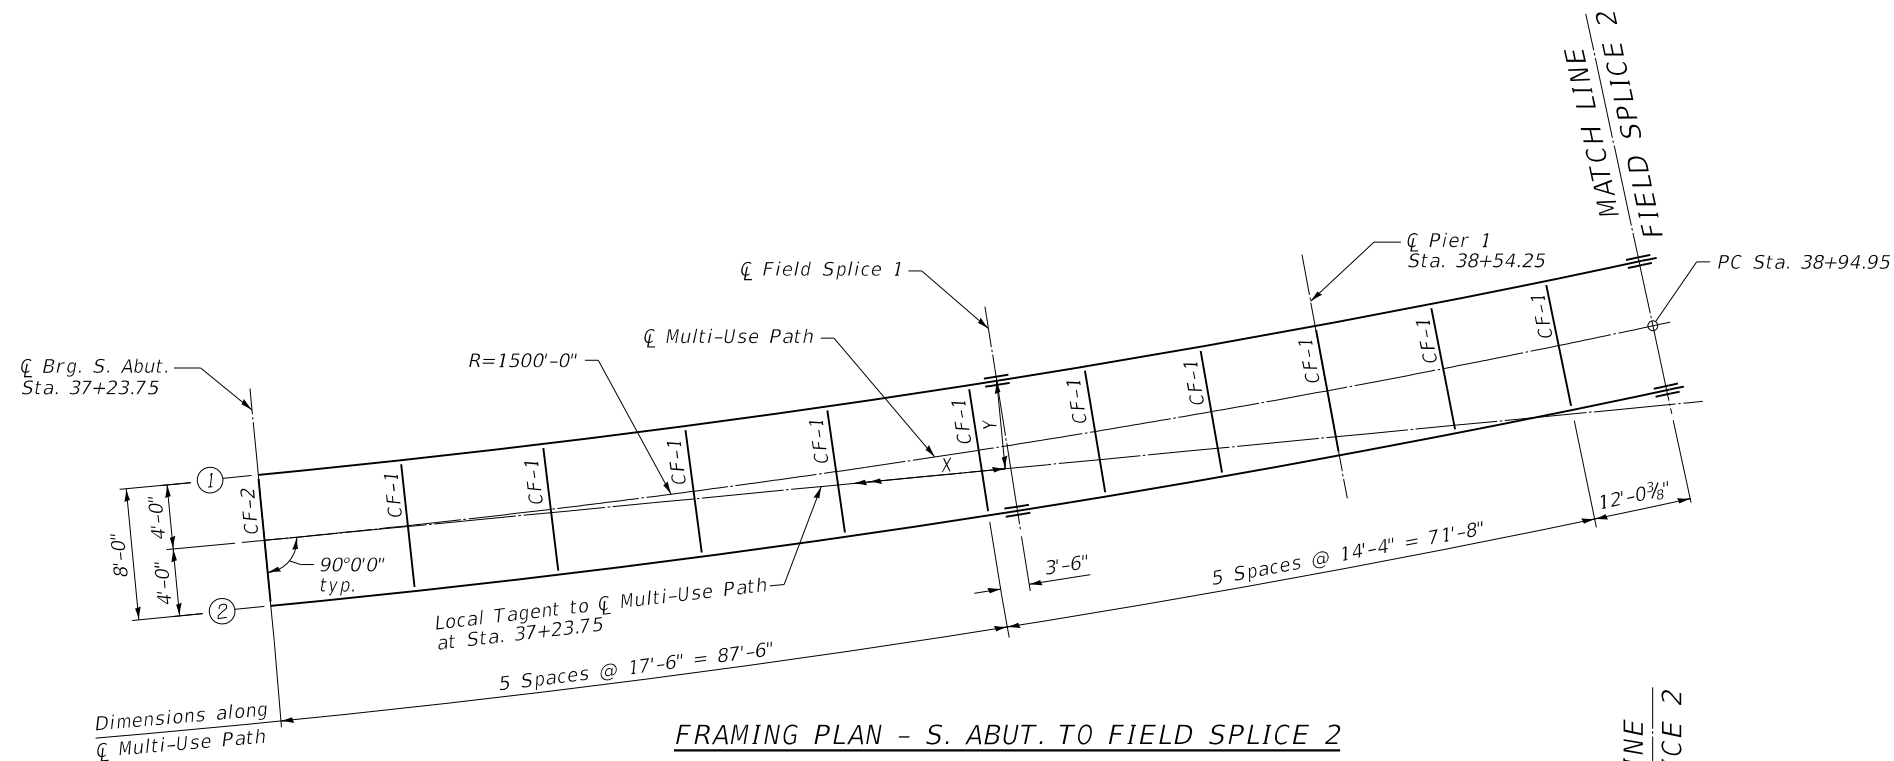 MATCH LINE
FIELD SPLICE 2
℄ Pier 1
Sta. 38+54.25
PC Sta. 38+94.95
℄ Field Splice 1
℄ Multi-Use Path
R=1500'-0"
℄ Brg. S. Abut.
Sta. 37+23.75
CF-2
CF-1
CF-1
CF-1
CF-1
CF-1
CF-1
CF-1
CF-1
CF-1
CF-1
Y
X
1
2
4'-0"
4'-0"
8'-0"
90°0'0"
typ.
Local Tagent to ℄ Multi-Use Path
at Sta. 37+23.75
3'-6"
12'-0⅜"
5 Spaces @ 14'-4" = 71'-8"
5 Spaces @ 17'-6" = 87'-6"
Dimensions along
℄ Multi-Use Path
FRAMING PLAN - S. ABUT. TO FIELD SPLICE 2
INE
CE 2